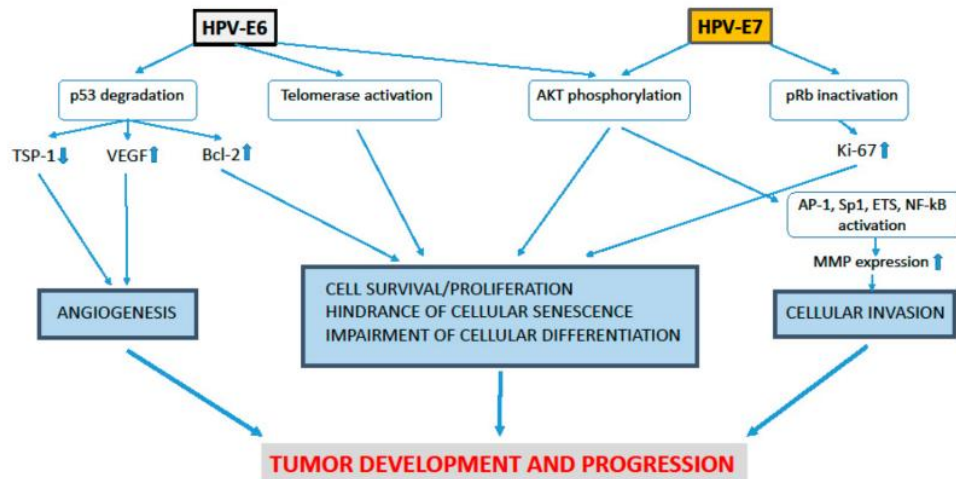 HPV-E6
HPV-E7
p53 degradation
Telomerase activation
AKT phosphorylation
pRb inactivation
TSP-1
VEGF
Bcl-2
Ki-67
AP-1, Sp1, ETS, NF-kB
activation
MMP expression
ANGIOGENESIS
CELL SURVIVAL/PROLIFERATION
HINDRANCE OF CELLULAR SENESCENCE
IMPAIRMENT OF CELLULAR DIFFERENTIATION
CELLULAR INVASION
TUMOR DEVELOPMENT AND PROGRESSION